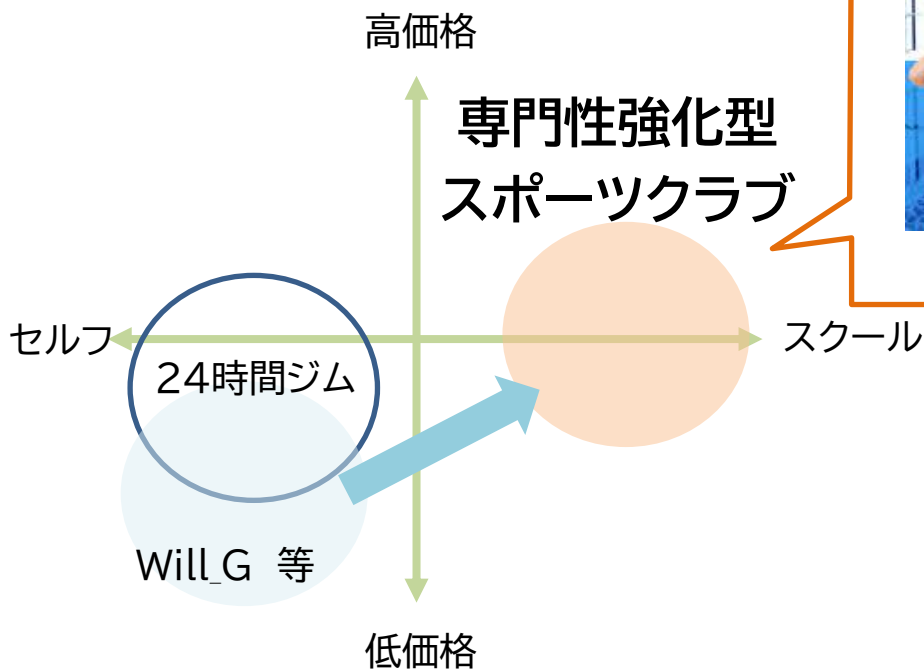 高価格
専門性強化型
スポーツクラブ
セルフ
スクール
24時間ジム
Will_G 等
低価格